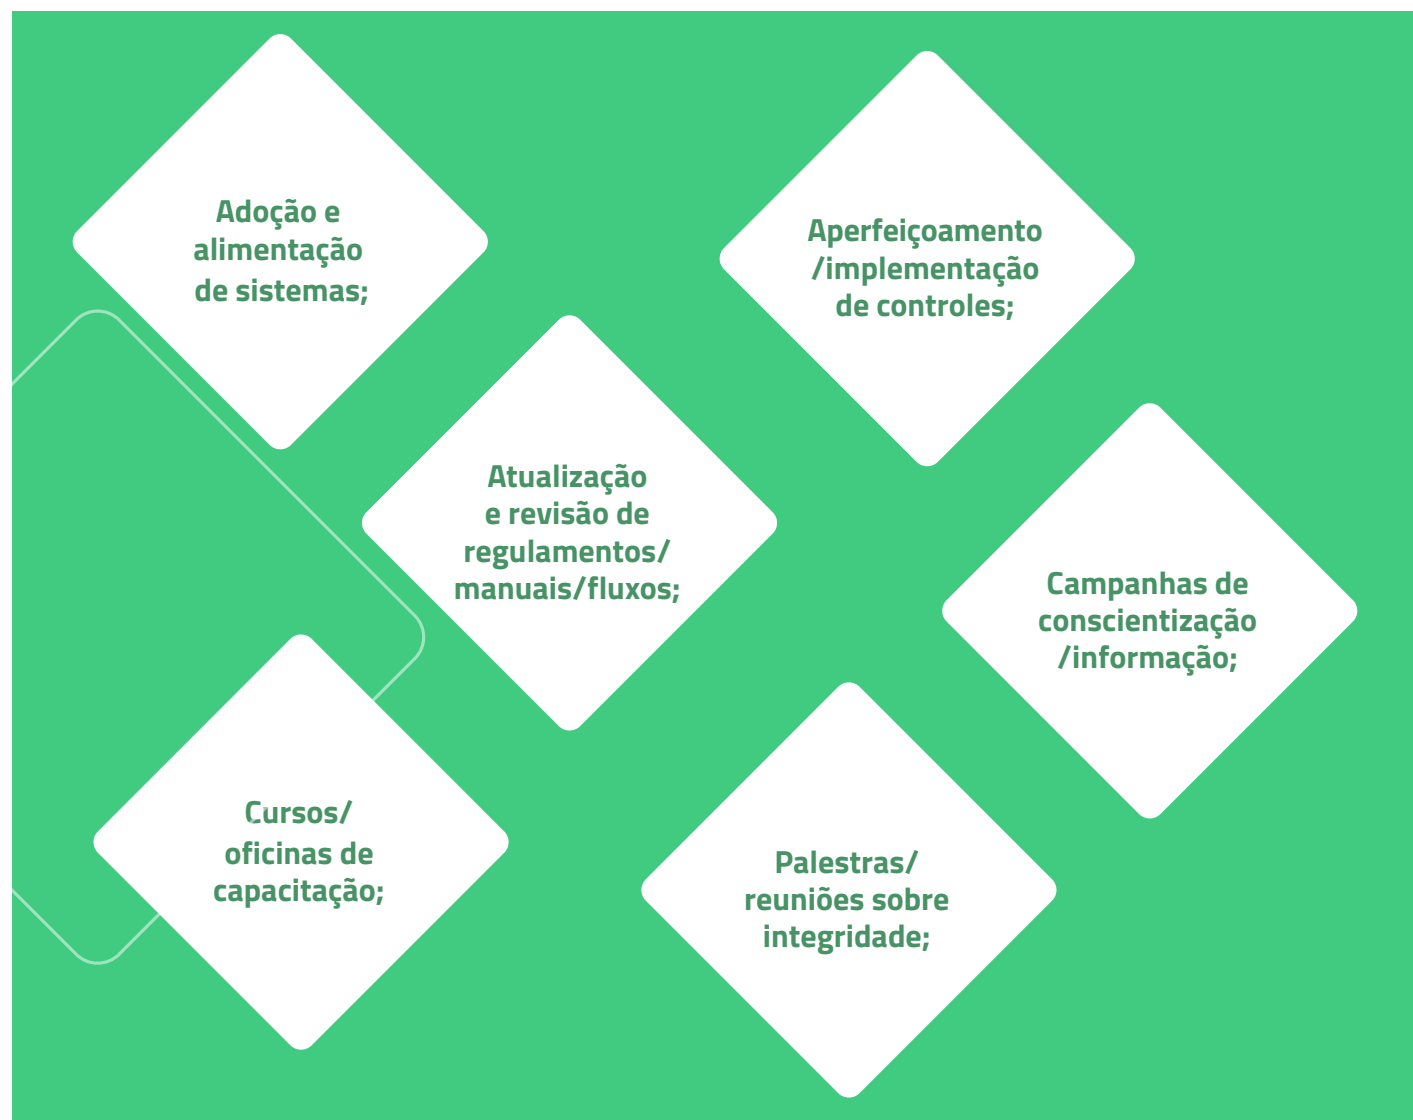 Adoção e
alimentação
de sistemas;
Aperfeiçoamento
/implementação
de controles;
Atualização
e revisão de
regulamentos/
manuais/fluxos;
Campanhas de
conscientização
/informação;
Cursos/
oficinas de
capacitação;
Palestras/
reuniões sobre
integridade;